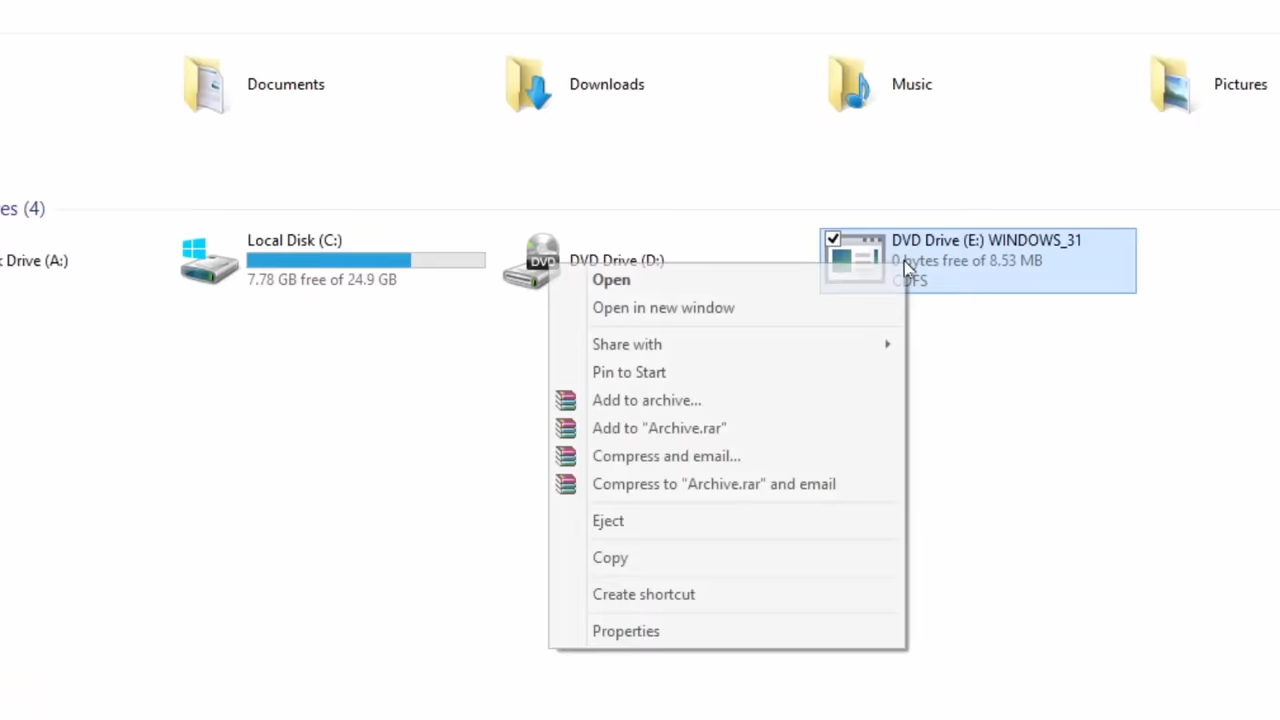 Documents
Downloads
Music
Pictures
es (4)
Drive (A:)
Local Disk (C:)
7.78 GB free of 24.9 GB
DVD
DVD Drive (D:)
DVD Drive (E:) WINDOWS_31
0 bytes free of 8.53 MB
CDFS
Open
Open in new window
Share with
Pin to Start
Add to archive...
Add to "Archive.rar"
Compress and email...
Compress to "Archive.rar" and email
Eject
Copy
Create shortcut
Properties